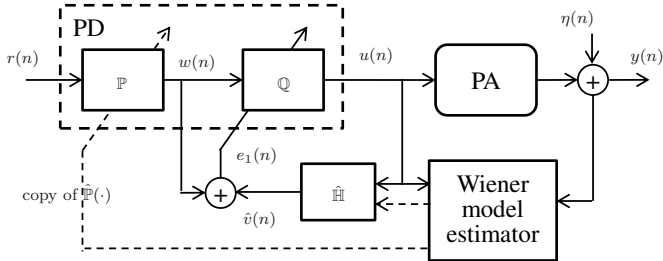 PD
r(n)
ℙ
w(n)
ℚ
u(n)
PA
η(n)
+
y(n)
e₁(n)
copy of ℙ̂(·)
+
v̂(n)
ℍ̂
Wiener
model
estimator